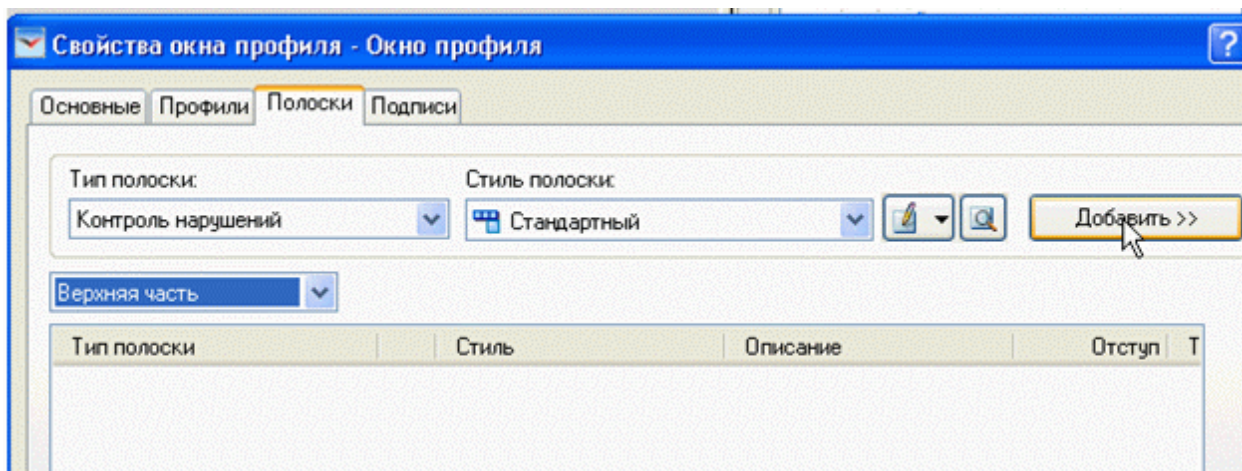 Свойства окна профиля - Окно профиля
?
Основные Профили Полоски Подписи
Тип полоски: Стиль полоски:
Контроль нарушений Стандартный Добавить >>
Верхняя часть
Тип полоски Стиль Описание Отступ Т